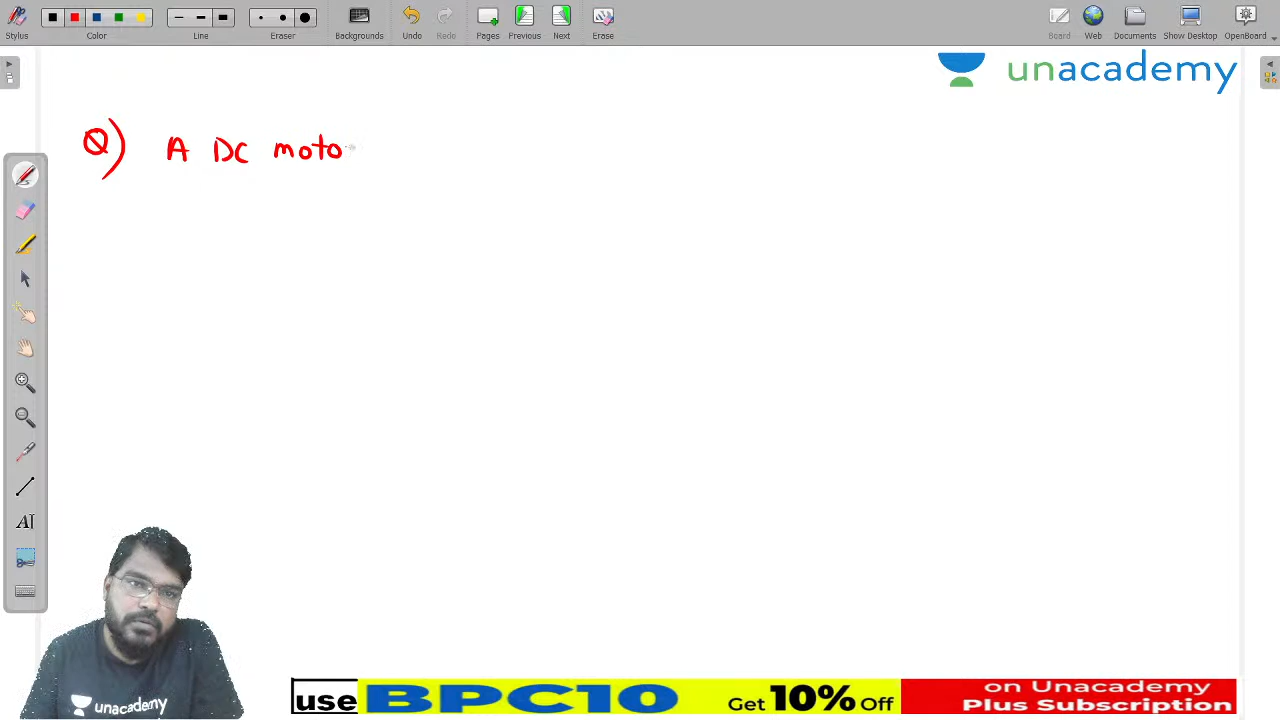 Stylus
Color
Line
Eraser
Backgrounds
Undo
Redo
Pages
Previous
Next
Erase
Board
Web
Documents
Show Desktop
OpenBoard
unacademy
Q) A DC moto
AI
unacademy
use BPC10 Get 10% Off
on Unacademy
Plus Subscription